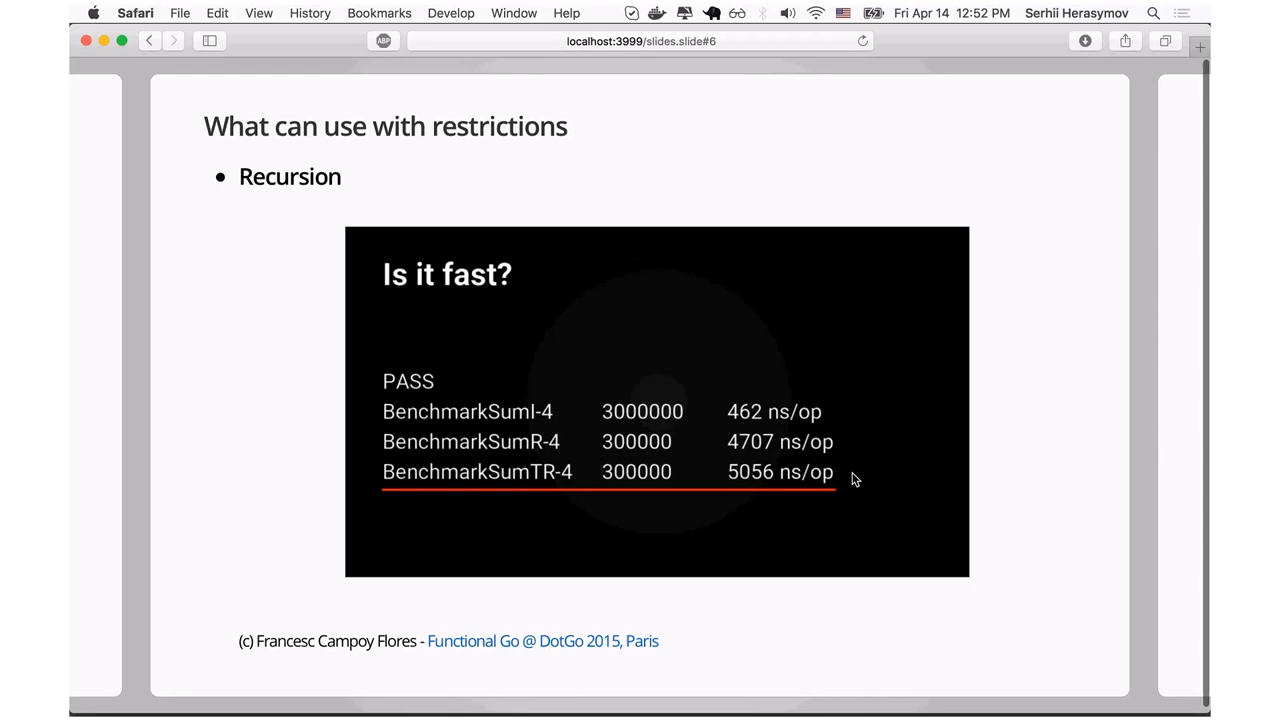 Safari File Edit View History Bookmarks Develop Window Help Fri Apr 14 12:52 PM Serhii Herasymov
ABP localhost:3999/slides.slide#6
What can use with restrictions
• Recursion
Is it fast?
PASS
BenchmarkSumI-4 3000000 462 ns/op
BenchmarkSumR-4 300000 4707 ns/op
BenchmarkSumTR-4 300000 5056 ns/op
(c) Francesc Campoy Flores - Functional Go @ DotGo 2015, Paris